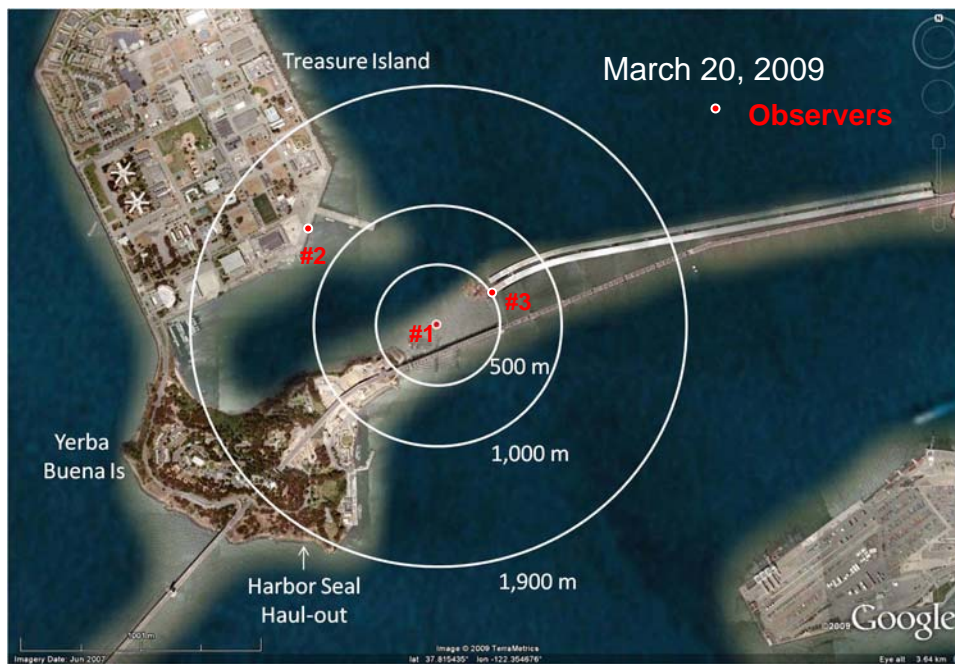 Treasure Island
March 20, 2009
Observers
#2
#3
#1
500 m
Yerba
Buena Is
1,000 m
1,900 m
Harbor Seal
Haul-out
N
1001 m
©2009 Google
Image © 2009 TerraMetrics
Imagery Date: Jun 2007
lat 37.815435° lon -122.354676°
Eye alt 3.64 km